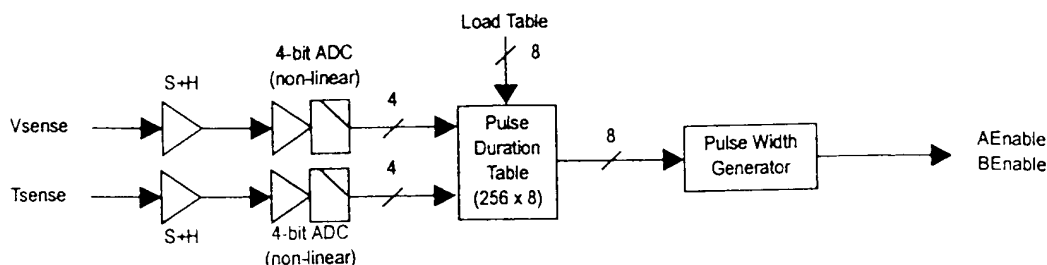 Load Table
8
4-bit ADC
(non-linear)
S+H
4
Vsense
Pulse
Duration
Table
(256 x 8)
8
Pulse Width
Generator
AEnable
BEnable
Tsense
4
S+H
4-bit ADC
(non-linear)